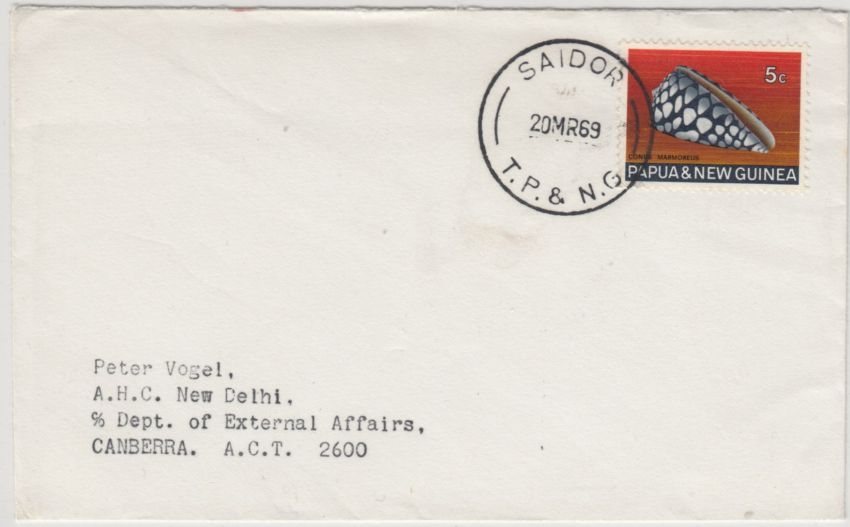 SAIDOR
20MR69
T.P. & N.G.
5c
CONUS MARMOREUS
PAPUA & NEW GUINEA
Peter Vogel,
A.H.C. New Delhi,
% Dept. of External Affairs,
CANBERRA. A.C.T. 2600